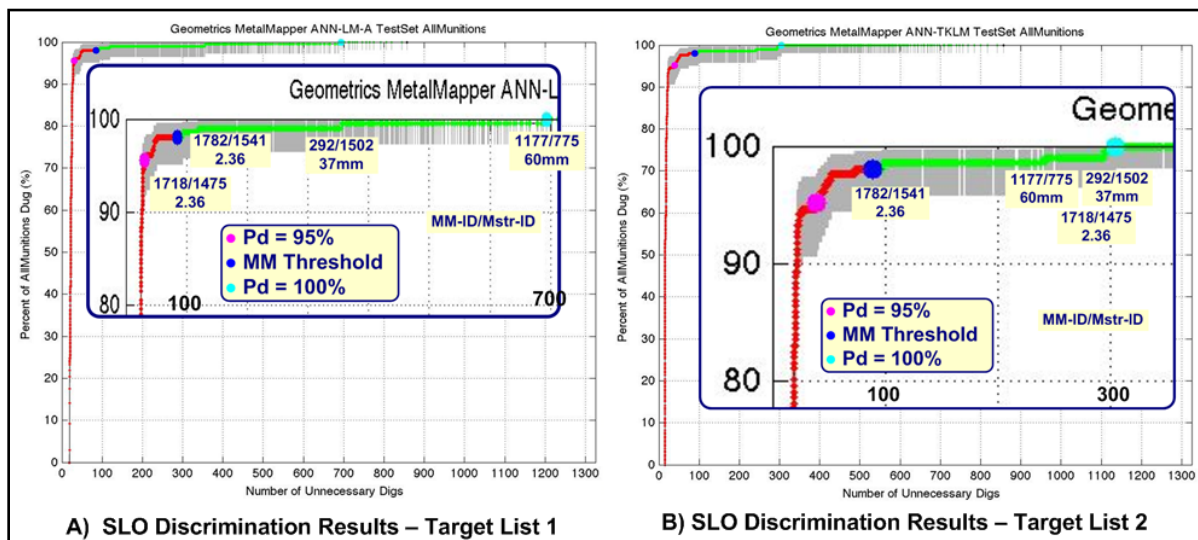 Geometrics MetalMapper ANN-LM-A TestSet AllMunitions
Percent of AllMunitions Dug (%)
100
90
80
70
60
50
40
30
20
10
0
Geometrics MetalMapper ANN-L
100
90
80
1782/1541
2.36
292/1502
37mm
1177/775
60mm
1718/1475
2.36
MM-ID/Mstr-ID
Pd = 95%
MM Threshold
Pd = 100%
100
700
0 100 200 300 400 500 600 700 800 900 1000 1100 1200 1300
Number of Unnecessary Digs
A) SLO Discrimination Results – Target List 1
Geometrics MetalMapper ANN-TKLM TestSet AllMunitions
Percent of AllMunitions Dug (%)
100
90
80
70
60
50
40
30
20
10
0
Geome
100
90
80
1782/1541
2.36
1177/775
60mm
292/1502
37mm
1718/1475
2.36
MM-ID/Mstr-ID
Pd = 95%
MM Threshold
Pd = 100%
100
300
0 100 200 300 400 500 600 700 800 900 1000 1100 1200 1300
Number of Unnecessary Digs
B) SLO Discrimination Results – Target List 2